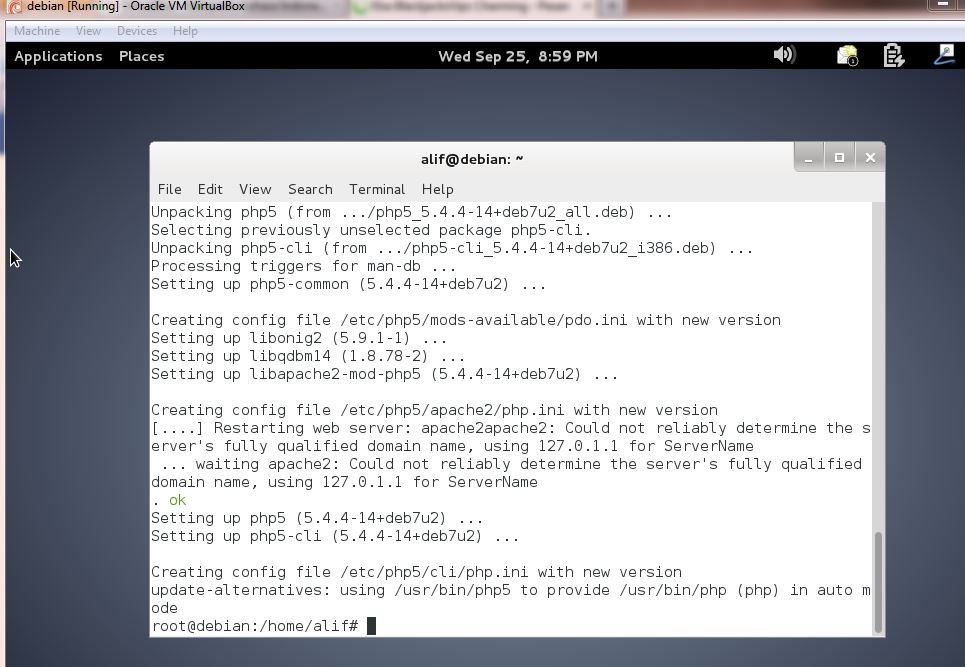 debian [Running] - Oracle VM VirtualBox
Machine View Devices Help
Applications Places Wed Sep 25, 8:59 PM
1
alif@debian: ~
File Edit View Search Terminal Help
Unpacking php5 (from .../php5_5.4.4-14+deb7u2_all.deb) ...
Selecting previously unselected package php5-cli.
Unpacking php5-cli (from .../php5-cli_5.4.4-14+deb7u2_i386.deb) ...
Processing triggers for man-db ...
Setting up php5-common (5.4.4-14+deb7u2) ...
Creating config file /etc/php5/mods-available/pdo.ini with new version
Setting up libonig2 (5.9.1-1) ...
Setting up libqdbm14 (1.8.78-2) ...
Setting up libapache2-mod-php5 (5.4.4-14+deb7u2) ...
Creating config file /etc/php5/apache2/php.ini with new version
[....] Restarting web server: apache2apache2: Could not reliably determine the s
erver's fully qualified domain name, using 127.0.1.1 for ServerName
... waiting apache2: Could not reliably determine the server's fully qualified
domain name, using 127.0.1.1 for ServerName
. ok
Setting up php5 (5.4.4-14+deb7u2) ...
Setting up php5-cli (5.4.4-14+deb7u2) ...
Creating config file /etc/php5/cli/php.ini with new version
update-alternatives: using /usr/bin/php5 to provide /usr/bin/php (php) in auto m
ode
root@debian:/home/alif#